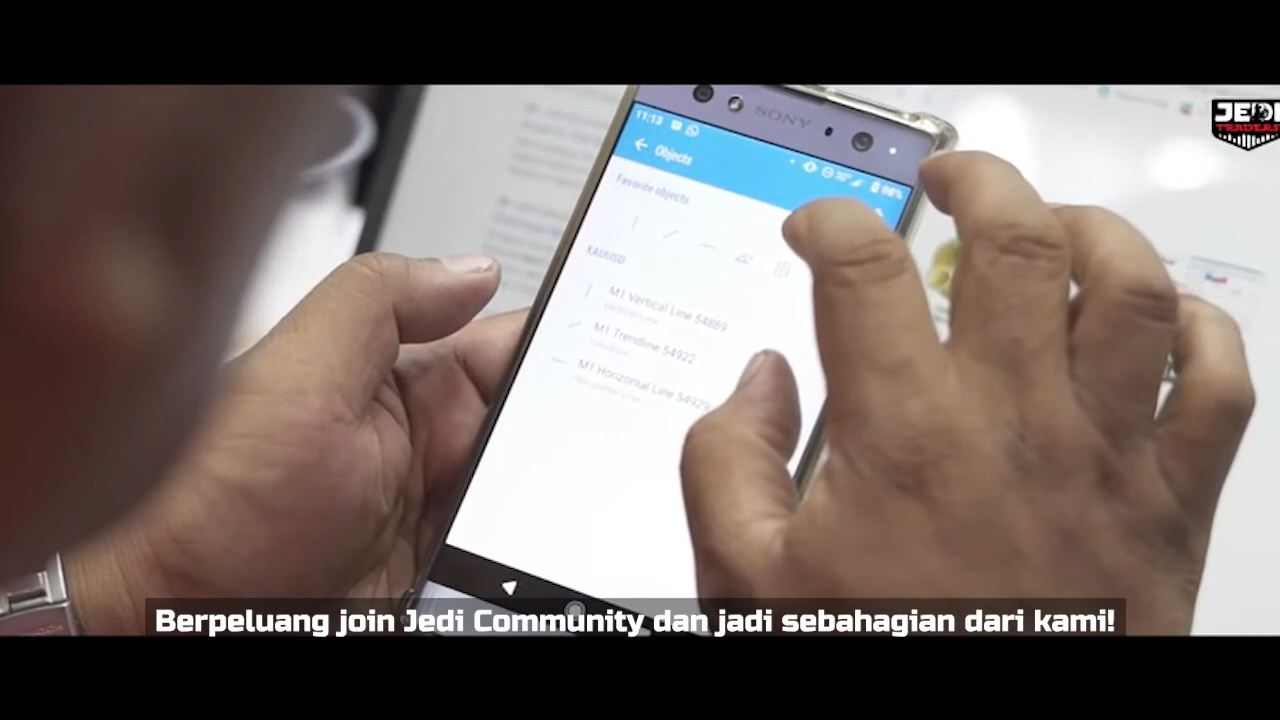 JEDI
TRADERS
SONY
11:13
98%
Objects
Favorite objects
XAUUSD
M1 Vertical Line 54889
M1 Trendline 54922
M1 Horizontal Line 54929
Berpeluang join Jedi Community dan jadi sebahagian dari kami!